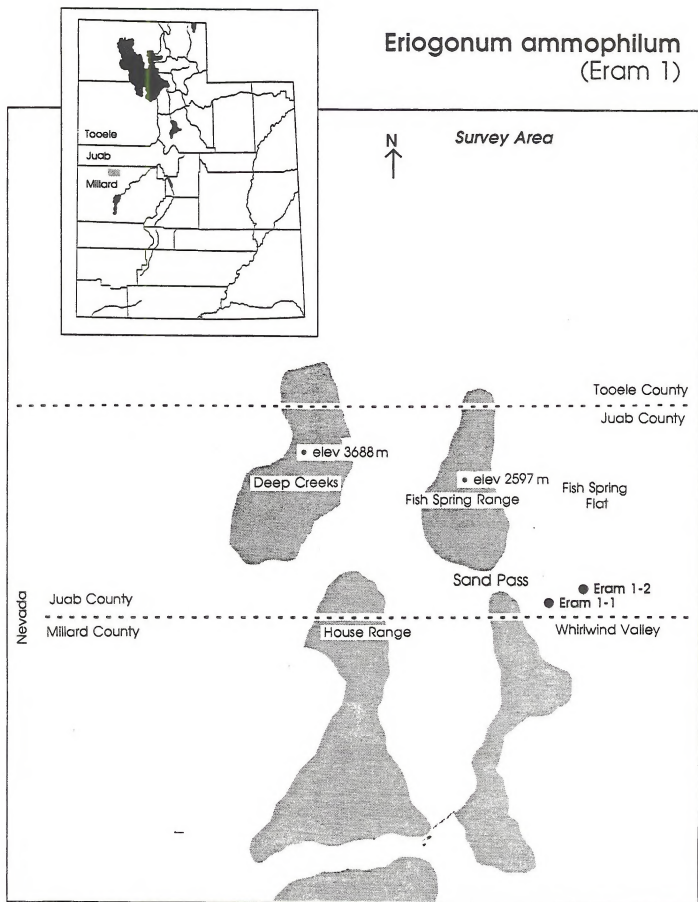 Eriogonum ammophilum
(Eram 1)
Tooele
Juab
Millard
N
Survey Area
Tooele County
Juab County
elev 3688 m
Deep Creeks
elev 2597 m
Fish Spring Range
Fish Spring
Flat
Sand Pass
Eram 1-2
Eram 1-1
Nevada
Juab County
Millard County
House Range
Whirlwind Valley